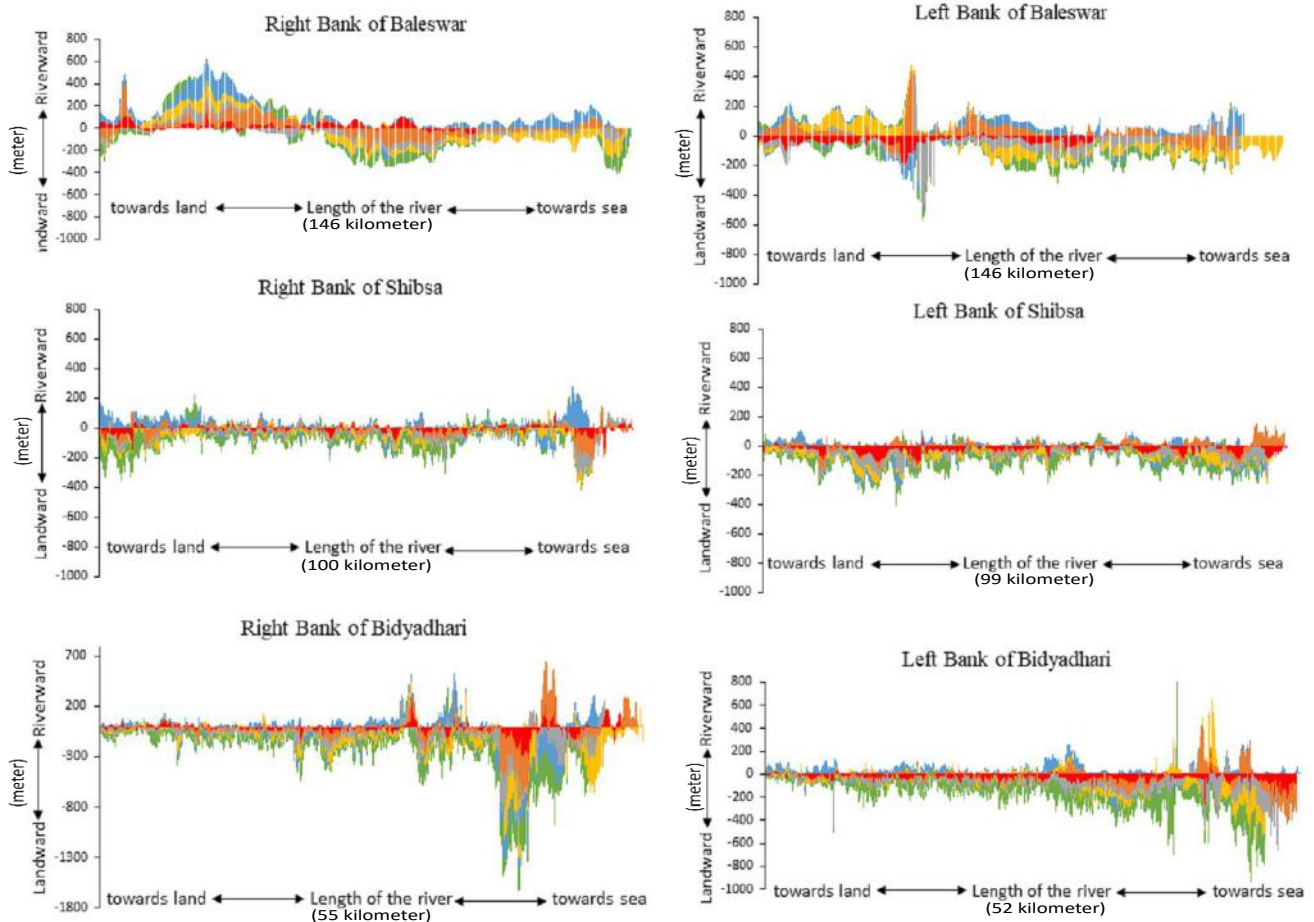 Right Bank of Baleswar
800
600
400
200
0
-200
-400
-600
-800
-1000
Riverward
(meter)
ndward
towards land
Length of the river
towards sea
(146 kilometer)
Left Bank of Baleswar
800
600
400
200
0
-200
-400
-600
-800
-1000
Riverward
(meter)
Landward
towards land
Length of the river
towards sea
(146 kilometer)
Right Bank of Shibsa
800
600
400
200
0
-200
-400
-600
-800
-1000
Riverward
(meter)
Landward
towards land
Length of the river
towards sea
(100 kilometer)
Left Bank of Shibsa
800
600
400
200
0
-200
-400
-600
-800
-1000
Riverward
(meter)
Landward
towards land
Length of the river
towards sea
(99 kilometer)
Right Bank of Bidyadhari
700
200
-300
-800
-1300
-1800
Riverward
(meter)
Landward
towards land
Length of the river
towards sea
(55 kilometer)
Left Bank of Bidyadhari
800
600
400
200
0
-200
-400
-600
-800
-1000
Riverward
(meter)
Landward
towards land
Length of the river
towards sea
(52 kilometer)